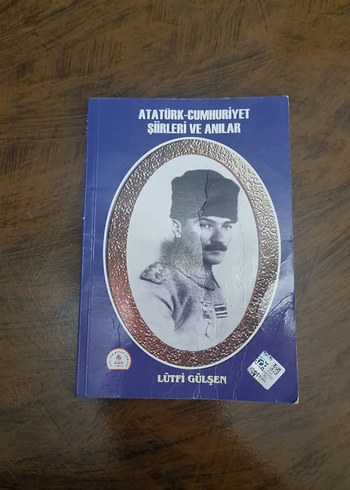 ATATÜRK-CUMHURİYET
ŞİİRLERİ VE ANILAR
LÜTFİ GÜLŞEN